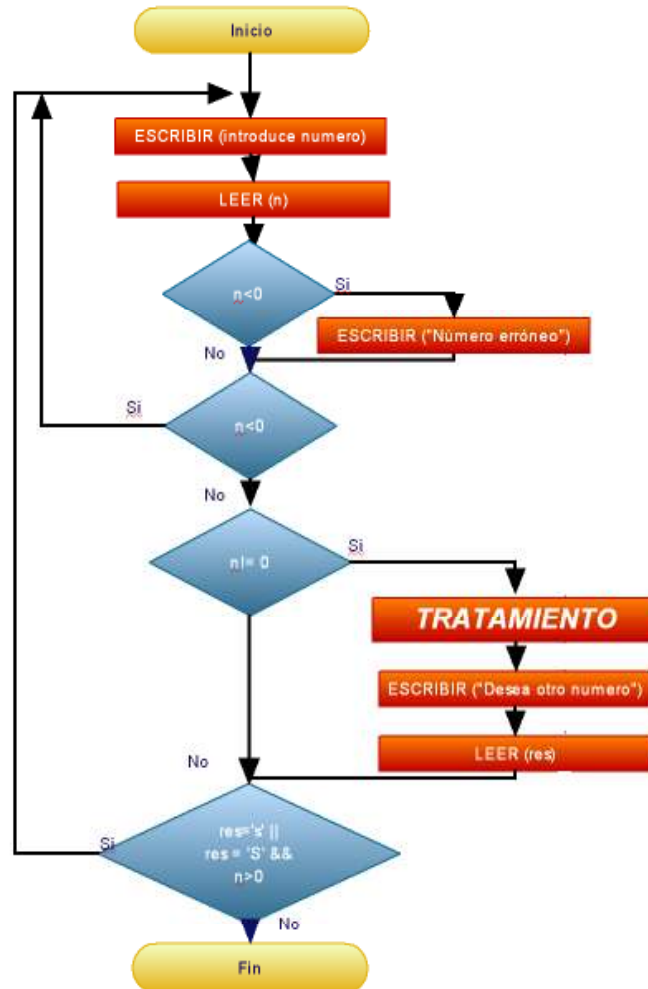 Inicio
ESCRIBIR (introduce numero)
LEER (n)
n<0
Si
ESCRIBIR ("Número erróneo")
No
Si
n<0
No
n!= 0
Si
TRATAMIENTO
ESCRIBIR ("Desea otro numero")
LEER (res)
No
Si
res='s' ||
res = 'S' &&
n>0
No
Fin